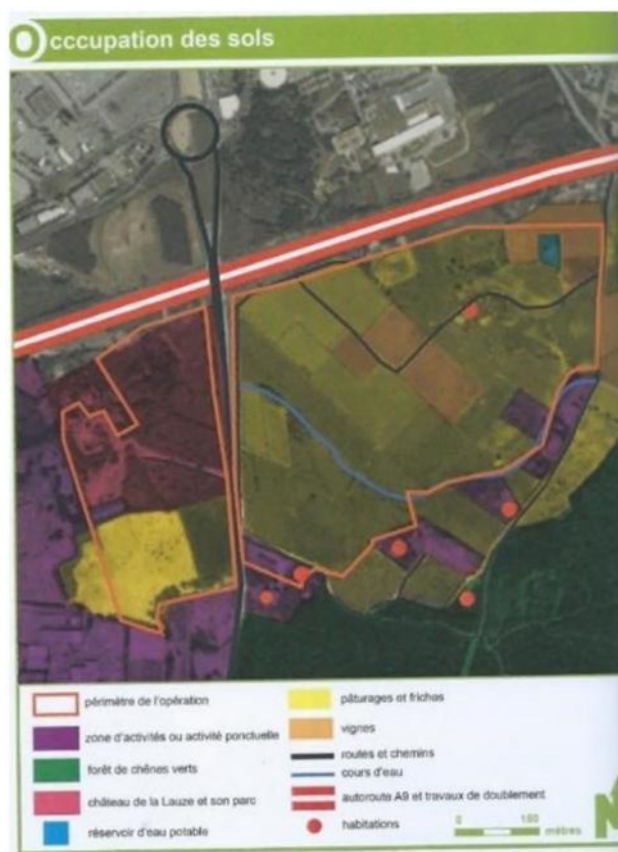 Occcupation des sols
périmètre de l'opération
zone d'activités ou activité ponctuelle
forêt de chênes verts
château de la Lauze et son parc
réservoir d'eau potable
pâturages et friches
vignes
routes et chemins
cours d'eau
autoroute A9 et travaux de doublement
habitations
0 150
mètres